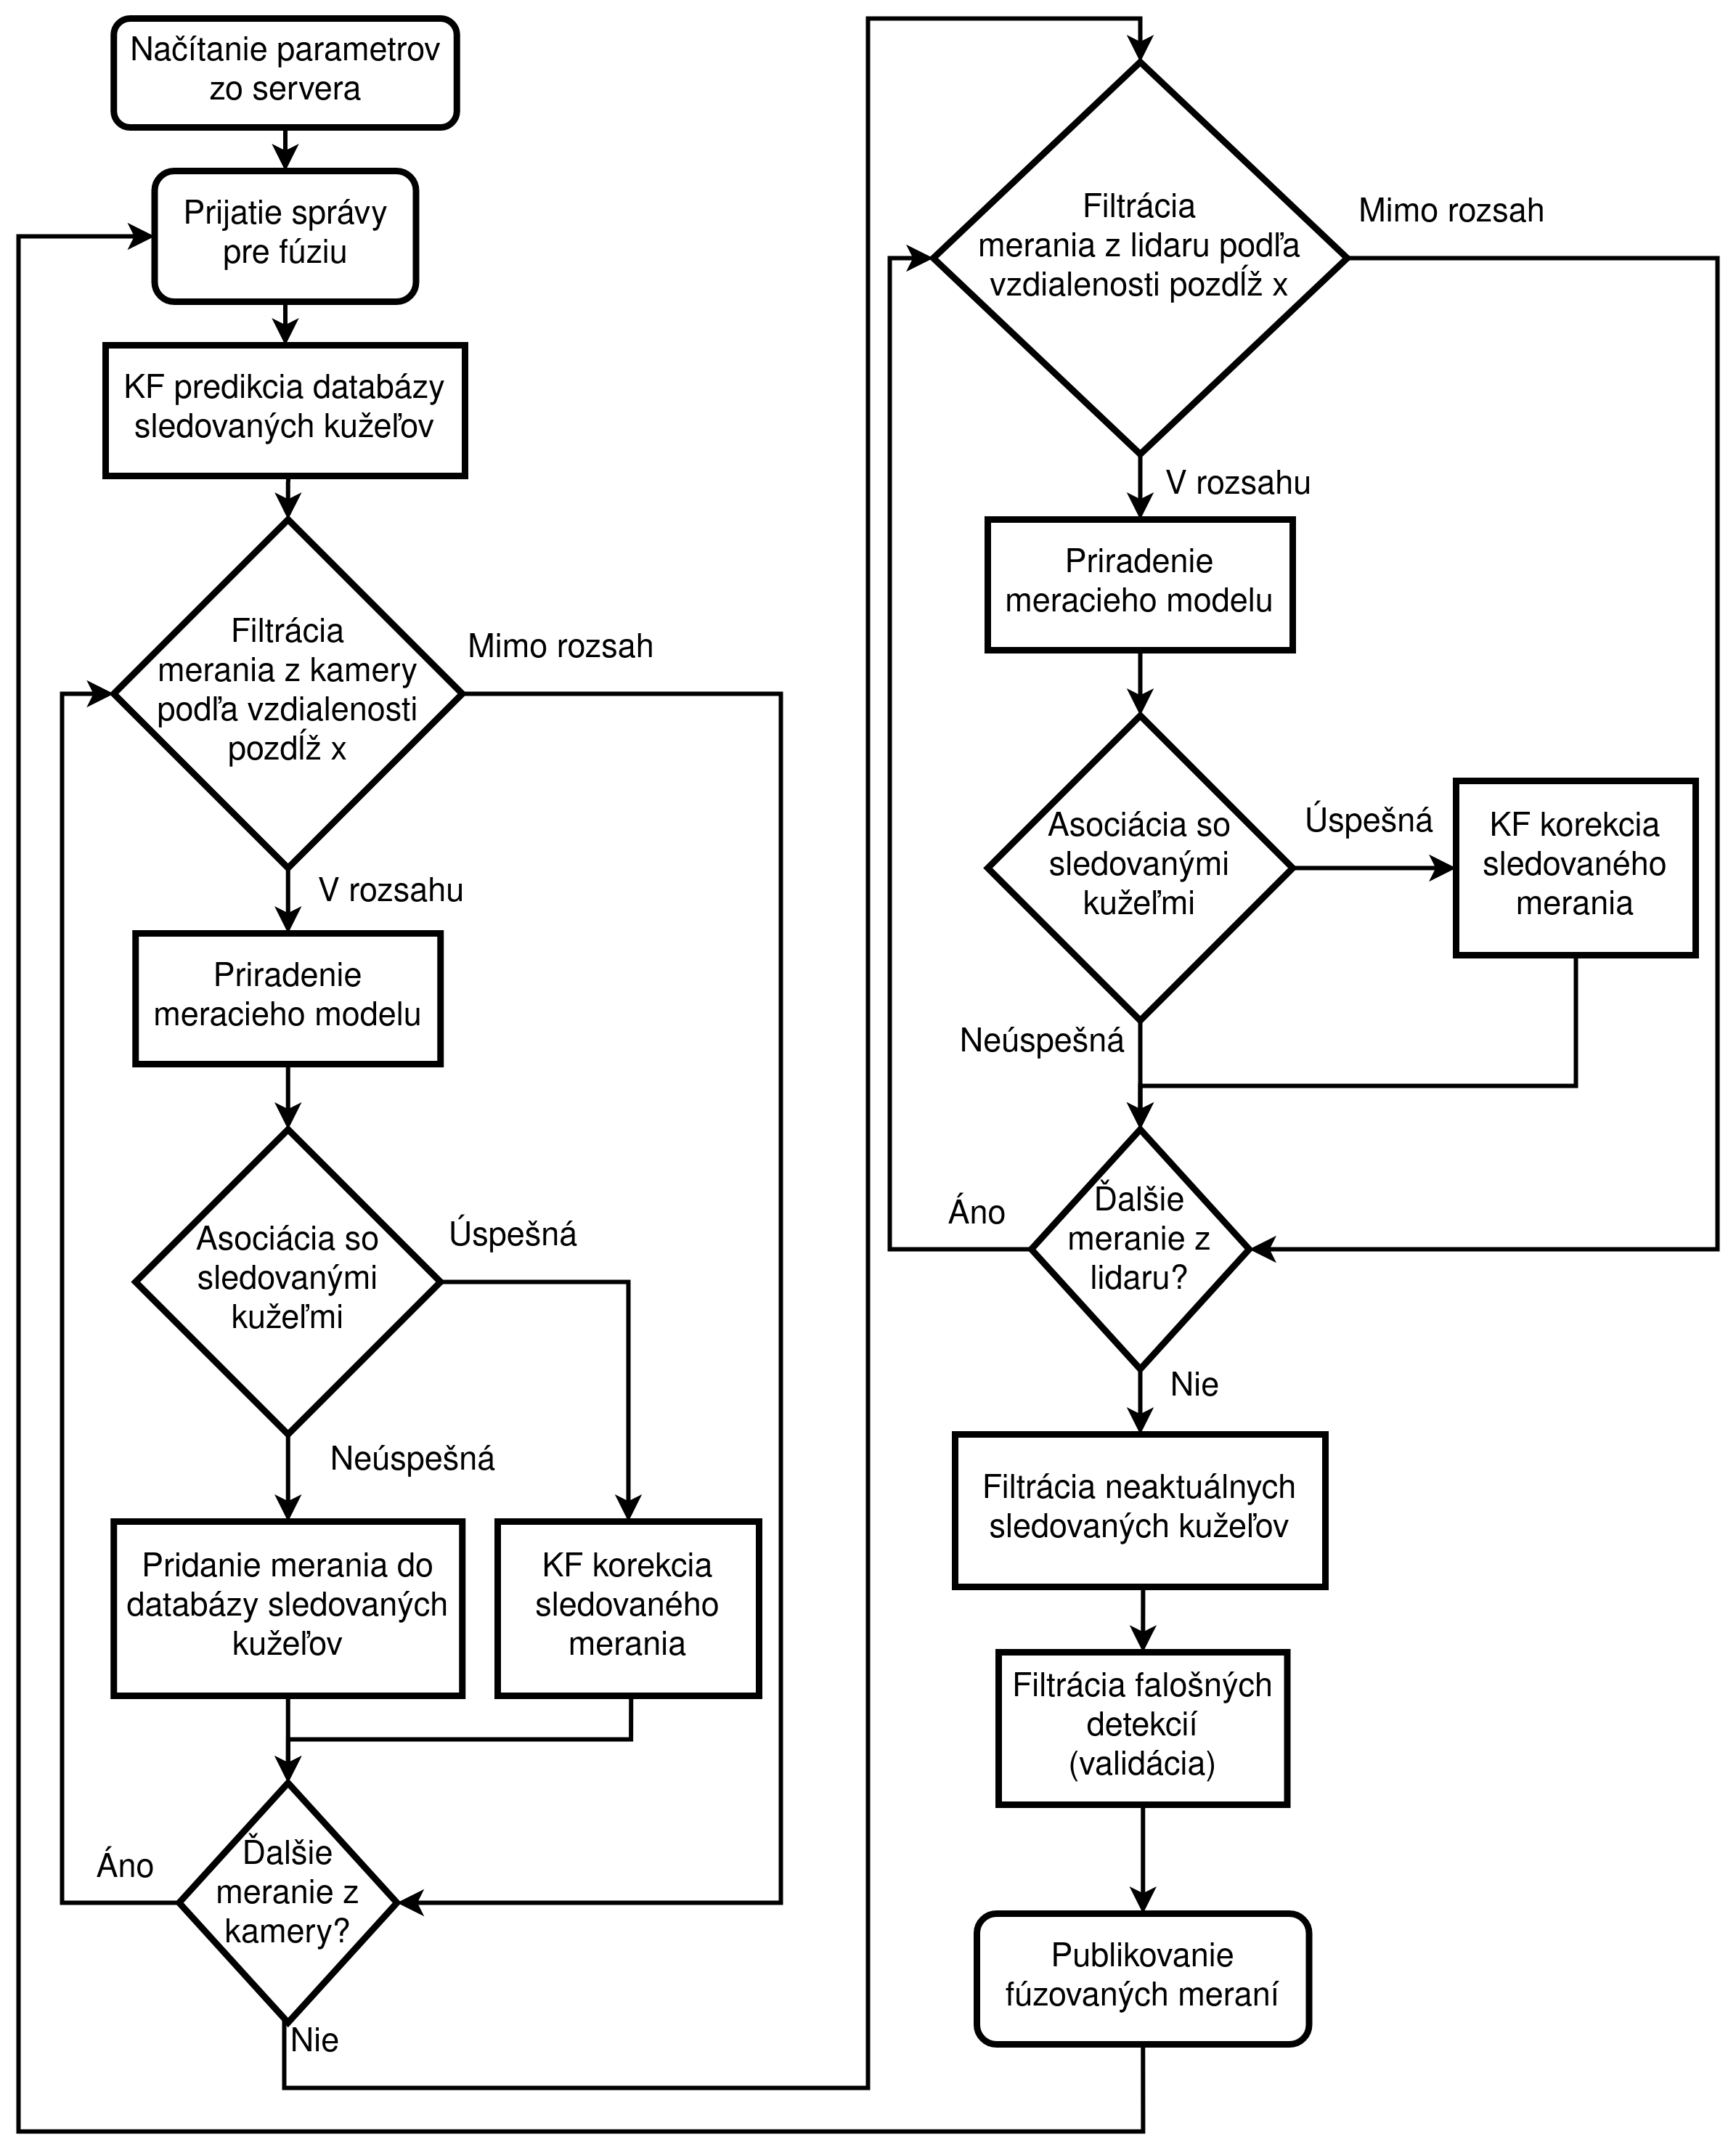 Načítanie parametrov
zo servera
Prijatie správy
pre fúziu
KF predikcia databázy
sledovaných kužeľov
Filtrácia
merania z kamery
podľa vzdialenosti
pozdĺž x
Mimo rozsah
V rozsahu
Priradenie
meracieho modelu
Asociácia so
sledovanými
kužeľmi
Úspešná
Neúspešná
Pridanie merania do
databázy sledovaných
kužeľov
KF korekcia
sledovaného
merania
Ďalšie
meranie z
kamery?
Áno
Nie
Filtrácia
merania z lidaru podľa
vzdialenosti pozdĺž x
Mimo rozsah
V rozsahu
Priradenie
meracieho modelu
Asociácia so
sledovanými
kužeľmi
Úspešná
KF korekcia
sledovaného
merania
Neúspešná
Ďalšie
meranie z
lidaru?
Áno
Nie
Filtrácia neaktuálnych
sledovaných kužeľov
Filtrácia falošných
detekcií
(validácia)
Publikovanie
fúzovaných meraní